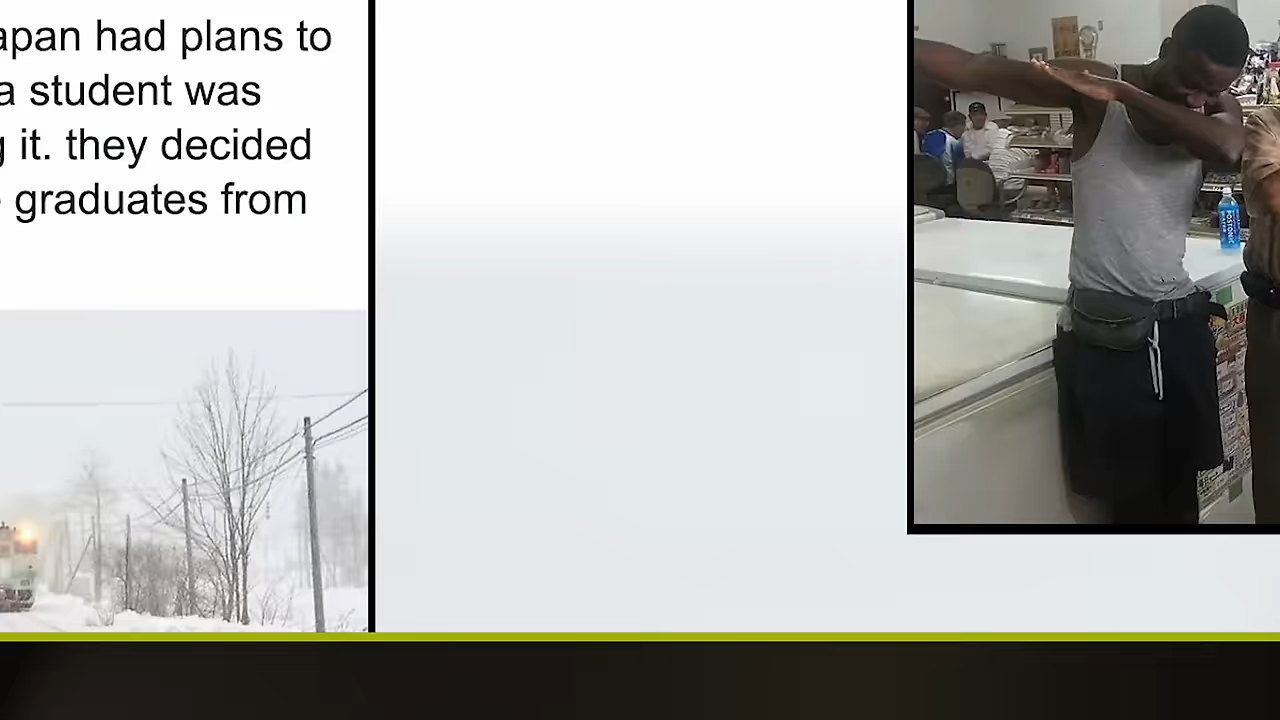 apan had plans to
a student was
g it. they decided
e graduates from